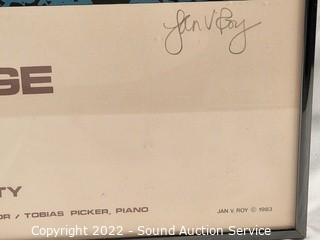 Jan V Roy
GE
TY
OR / TOBIAS PICKER, PIANO
JAN V. ROY © 1983
Copyright 2022 - Sound Auction Service